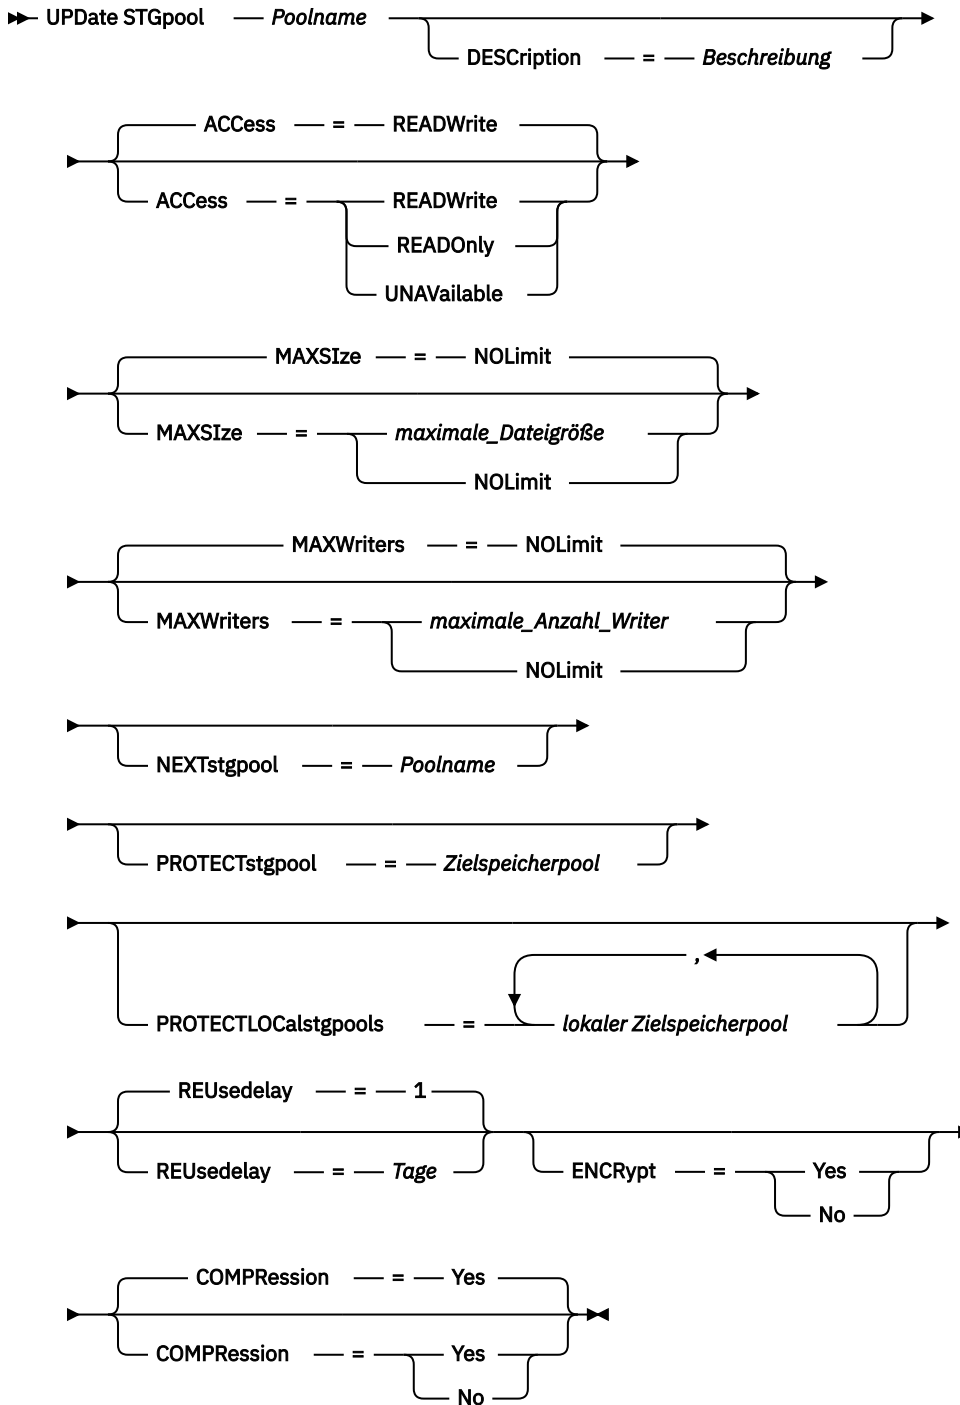 UPDate STGpool Poolname
DESCription = Beschreibung
ACCess = READWrite
ACCess = READWrite
READOnly
UNAVailable
MAXSIze = NOLimit
MAXSIze = maximale_Dateigröße
NOLimit
MAXWriters = NOLimit
MAXWriters = maximale_Anzahl_Writer
NOLimit
NEXTstgpool = Poolname
PROTECTstgpool = Zielspeicherpool
,
PROTECTLOCalstgpools = lokaler Zielspeicherpool
REUsedelay = 1
REUsedelay = Tage
ENCRypt = Yes
No
COMPRession = Yes
COMPRession = Yes
No